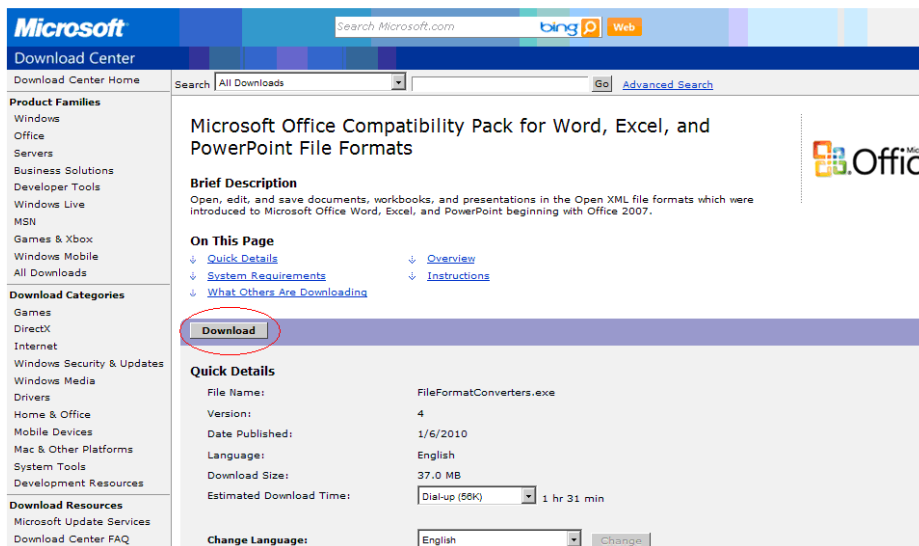 Microsoft
Search Microsoft.com
bing
Web
Download Center
Download Center Home
Product Families
Windows
Office
Servers
Business Solutions
Developer Tools
Windows Live
MSN
Games & Xbox
Windows Mobile
All Downloads
Download Categories
Games
DirectX
Internet
Windows Security & Updates
Windows Media
Drivers
Home & Office
Mobile Devices
Mac & Other Platforms
System Tools
Development Resources
Download Resources
Microsoft Update Services
Download Center FAQ
Search All Downloads Go Advanced Search
Microsoft Office Compatibility Pack for Word, Excel, and
PowerPoint File Formats
Brief Description
Open, edit, and save documents, workbooks, and presentations in the Open XML file formats which were
introduced to Microsoft Office Word, Excel, and PowerPoint beginning with Office 2007.
On This Page
Quick Details Overview
System Requirements Instructions
What Others Are Downloading
Download
Quick Details
File Name: FileFormatConverters.exe
Version: 4
Date Published: 1/6/2010
Language: English
Download Size: 37.0 MB
Estimated Download Time: Dial-up (56K) 1 hr 31 min
Change Language: English Change